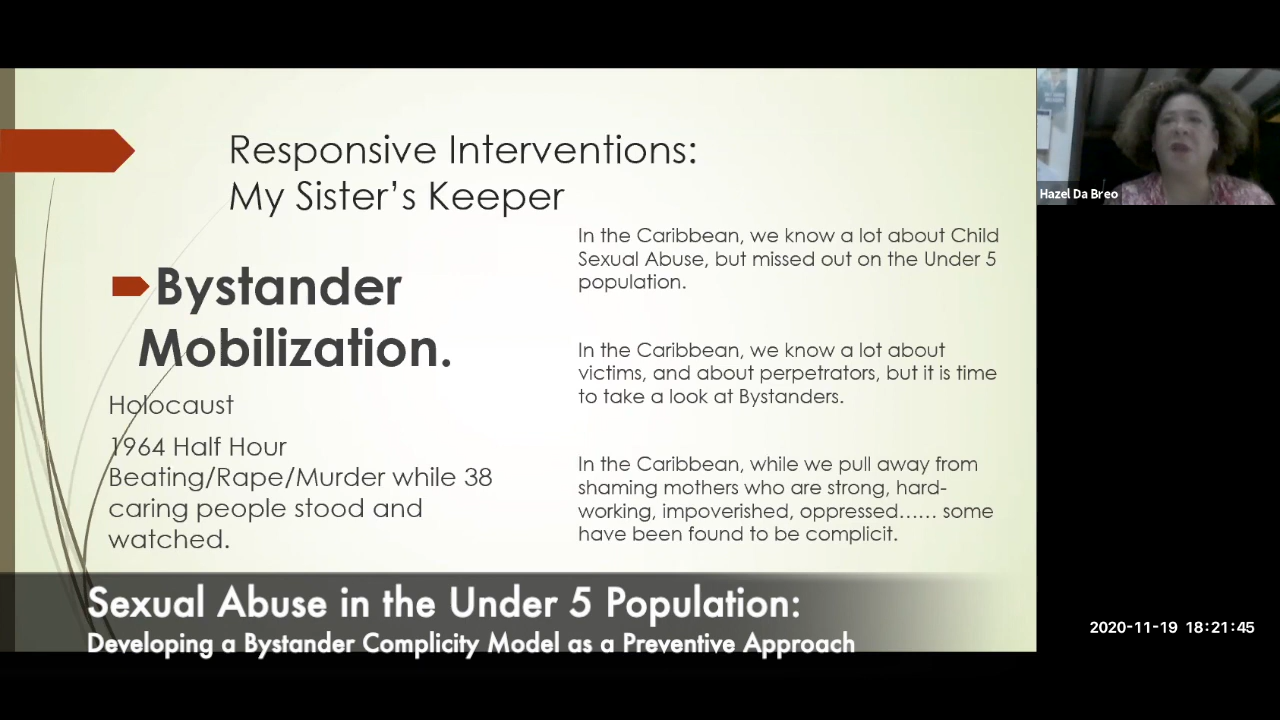 Responsive Interventions:
My Sister's Keeper
Bystander
Mobilization.
Holocaust
1964 Half Hour
Beating/Rape/Murder while 38
caring people stood and
watched.
In the Caribbean, we know a lot about Child
Sexual Abuse, but missed out on the Under 5
population.
In the Caribbean, we know a lot about
victims, and about perpetrators, but it is time
to take a look at Bystanders.
In the Caribbean, while we pull away from
shaming mothers who are strong, hard-
working, impoverished, oppressed…… some
have been found to be complicit.
Sexual Abuse in the Under 5 Population:
Developing a Bystander Complicity Model as a Preventive Approach
Hazel Da Breo
2020-11-19 18:21:45